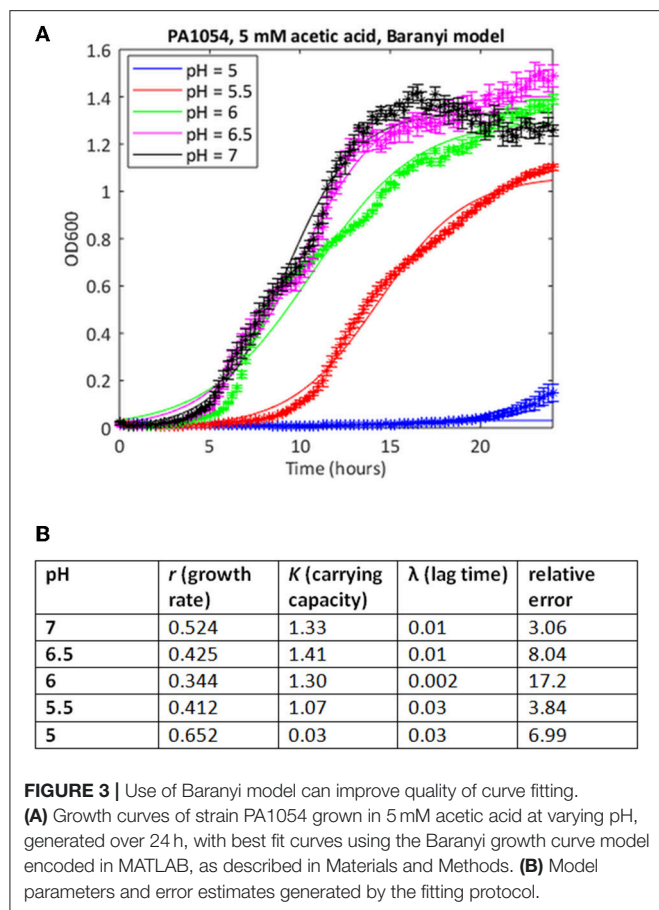 A
PA1054, 5 mM acetic acid, Baranyi model
pH = 5
pH = 5.5
pH = 6
pH = 6.5
pH = 7
OD600
1.6
1.4
1.2
1
0.8
0.6
0.4
0.2
0
0 5 10 15 20
Time (hours)
B
pH r (growth rate) K (carrying capacity) λ (lag time) relative error
7 0.524 1.33 0.01 3.06
6.5 0.425 1.41 0.01 8.04
6 0.344 1.30 0.002 17.2
5.5 0.412 1.07 0.03 3.84
5 0.652 0.03 0.03 6.99
FIGURE 3 | Use of Baranyi model can improve quality of curve fitting.
(A) Growth curves of strain PA1054 grown in 5 mM acetic acid at varying pH,
generated over 24 h, with best fit curves using the Baranyi growth curve model
encoded in MATLAB, as described in Materials and Methods. (B) Model
parameters and error estimates generated by the fitting protocol.